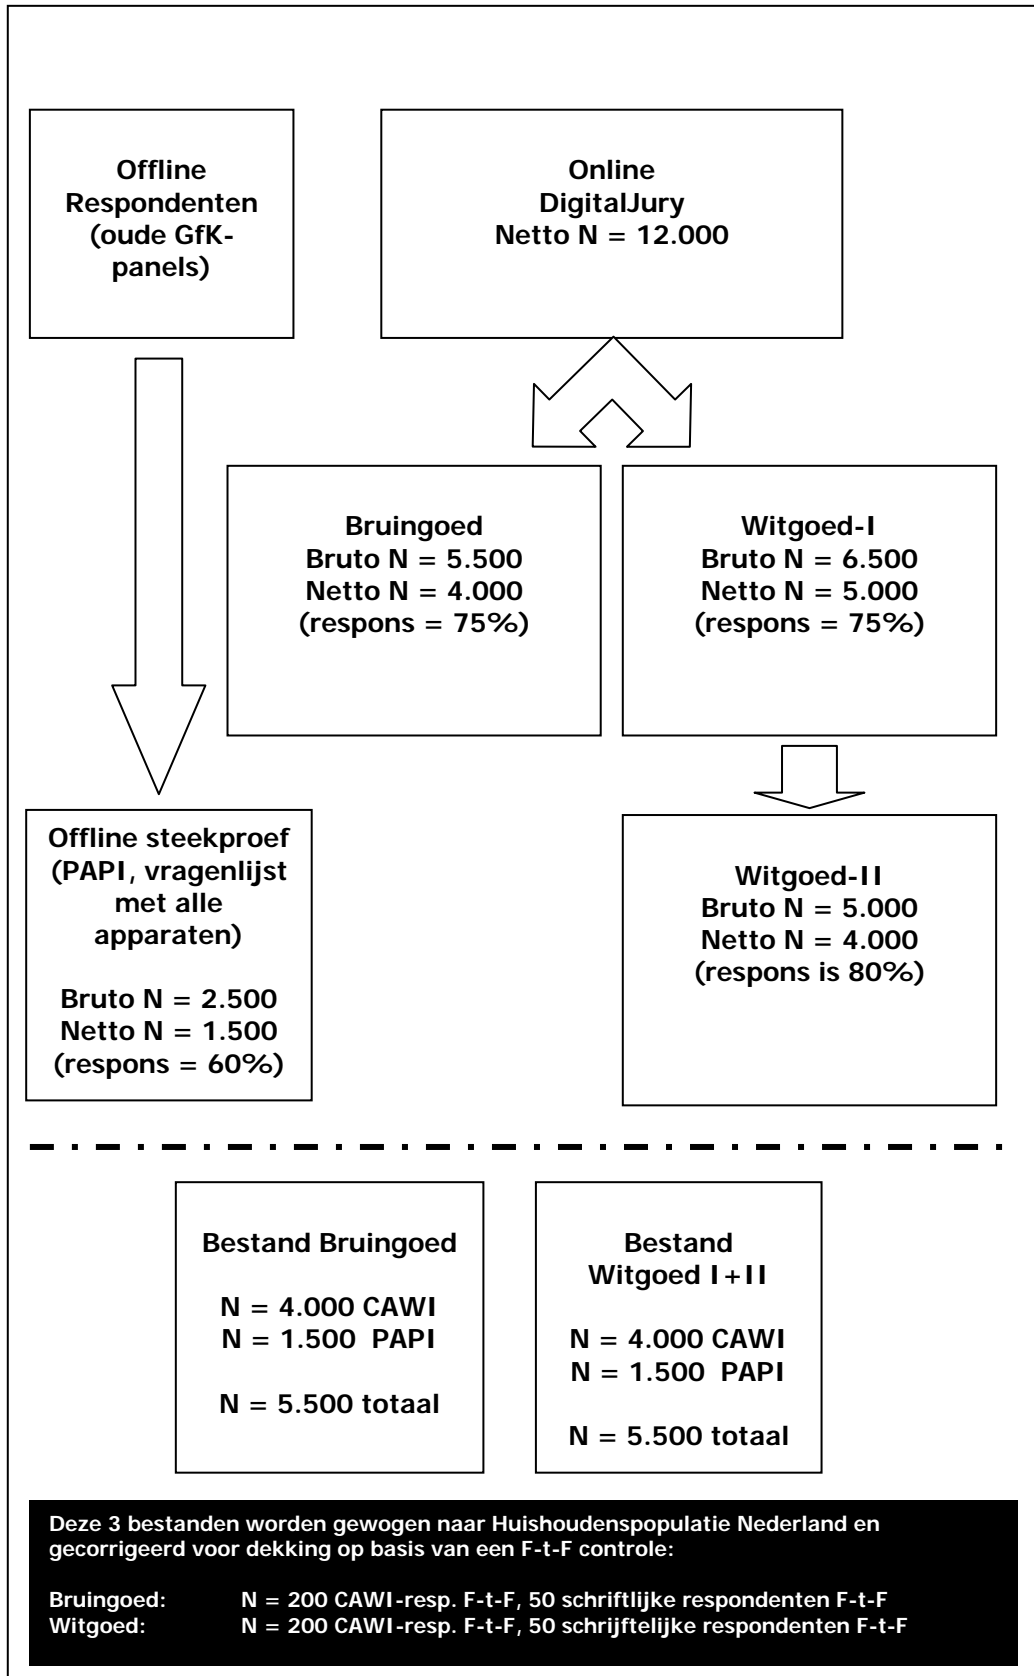 Offline
Respondenten
(oude GfK-
panels)
Online
DigitalJury
Netto N = 12.000
Bruingoed
Bruto N = 5.500
Netto N = 4.000
(respons = 75%)
Witgoed-I
Bruto N = 6.500
Netto N = 5.000
(respons = 75%)
Offline steekproef
(PAPI, vragenlijst
met alle
apparaten)
Bruto N = 2.500
Netto N = 1.500
(respons = 60%)
Witgoed-II
Bruto N = 5.000
Netto N = 4.000
(respons is 80%)
Bestand Bruingoed
N = 4.000 CAWI
N = 1.500 PAPI
N = 5.500 totaal
Bestand
Witgoed I+II
N = 4.000 CAWI
N = 1.500 PAPI
N = 5.500 totaal
Deze 3 bestanden worden gewogen naar Huishoudenspopulatie Nederland en
gecorrigeerd voor dekking op basis van een F-t-F controle:
Bruingoed: N = 200 CAWI-resp. F-t-F, 50 schriftlijke respondenten F-t-F
Witgoed: N = 200 CAWI-resp. F-t-F, 50 schrijftelijke respondenten F-t-F